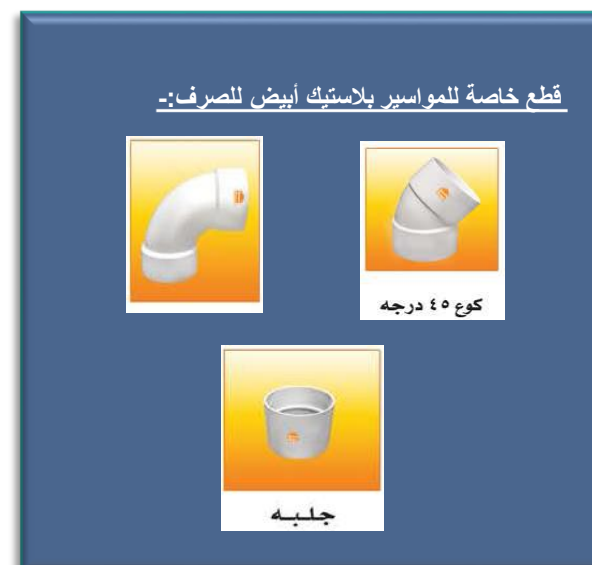 قطع خاصة للمواسير بلاستيك أبيض للصرف:-
كوع ٤٥ درجه
جلبه